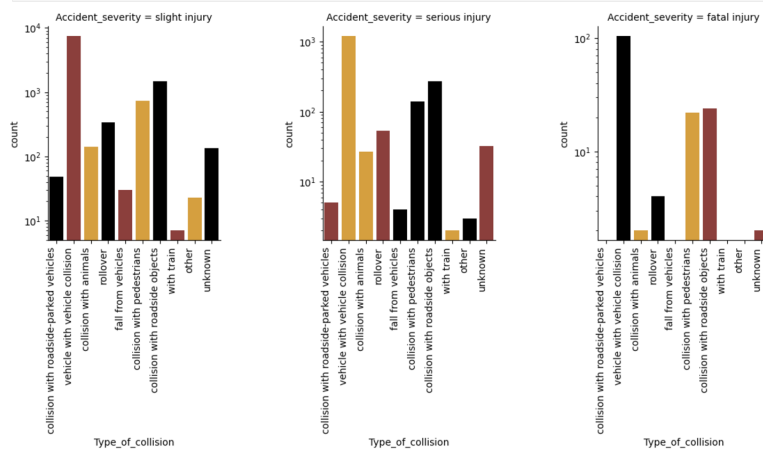 Accident_severity = slight injury
10^4
10^3
10^2
10^1
count
collision with roadside-parked vehicles
vehicle with vehicle collision
collision with animals
rollover
fall from vehicles
collision with pedestrians
collision with roadside objects
with train
other
unknown
Type_of_collision
Accident_severity = serious injury
10^3
10^2
10^1
count
collision with roadside-parked vehicles
vehicle with vehicle collision
collision with animals
rollover
fall from vehicles
collision with pedestrians
collision with roadside objects
with train
other
unknown
Type_of_collision
Accident_severity = fatal injury
10^2
10^1
count
collision with roadside-parked vehicles
vehicle with vehicle collision
collision with animals
rollover
fall from vehicles
collision with pedestrians
collision with roadside objects
with train
other
unknown
Type_of_collision